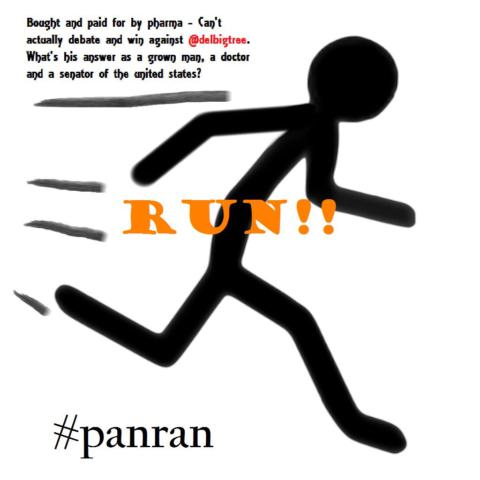 Bought and paid for by pharma - Can't
actually debate and win against @delbigtree.
What's his answer as a grown man, a doctor
and a senator of the united states?
RUN!!
#panran